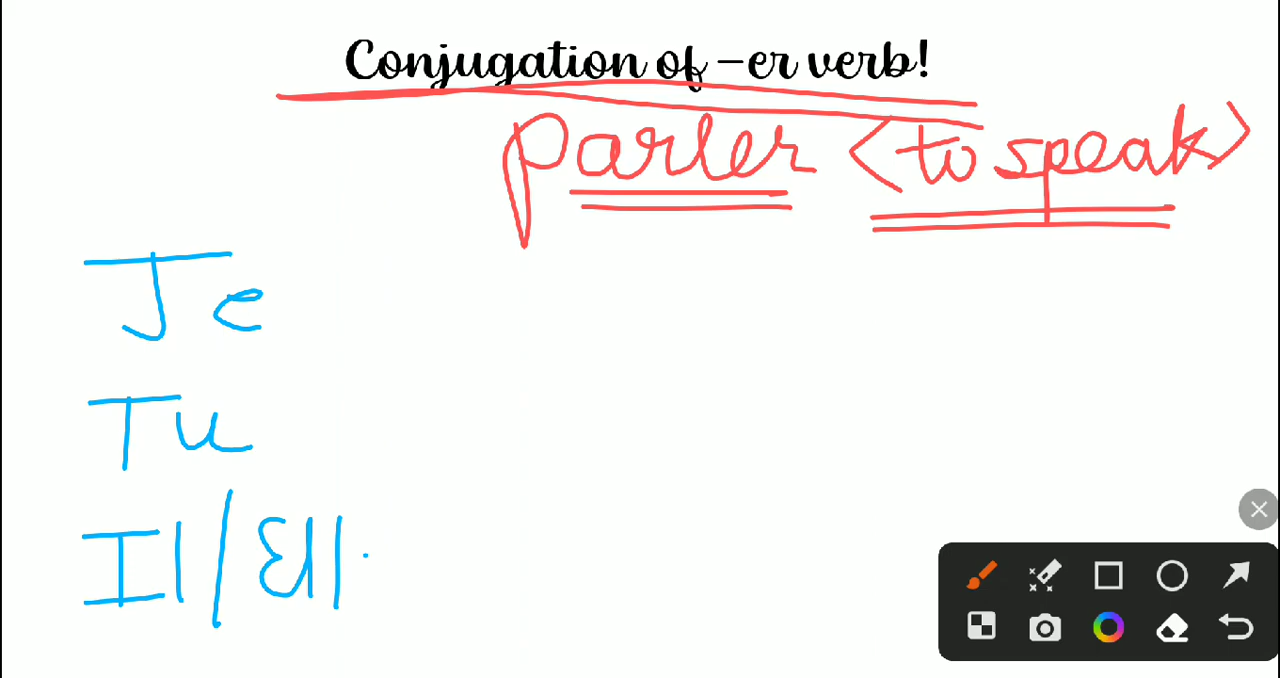 Conjugation of -er verb!
Parler <to speak>
Je
Tu
Il/Ell